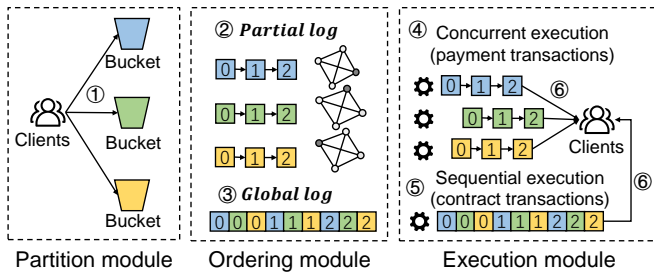 Bucket
①
Clients
Bucket
Bucket
Partition module
② Partial log
0 1 2
0 1 2
0 1 2
③ Global log
0 0 0 1 1 1 2 2 2
Ordering module
④ Concurrent execution
(payment transactions)
0 1 2
⑥
0 1 2
0 1 2
Clients
⑤ Sequential execution
(contract transactions)
⑥
0 0 0 1 1 1 2 2 2
Execution module